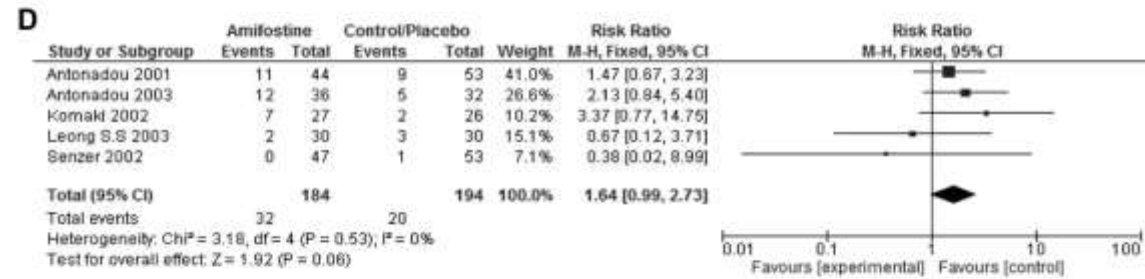 D
Amifostine Control/Placebo Risk Ratio Risk Ratio
Study or Subgroup Events Total Events Total Weight M-H, Fixed, 95% CI M-H, Fixed, 95% CI
Antonadou 2001 11 44 9 53 41.0% 1.47 [0.67, 3.23]
Antonadou 2003 12 36 5 32 26.6% 2.13 [0.84, 5.40]
Komaki 2002 7 27 2 26 10.2% 3.37 [0.77, 14.75]
Leong S.S 2003 2 30 3 30 15.1% 0.67 [0.12, 3.71]
Senzer 2002 0 47 1 53 7.1% 0.38 [0.02, 8.99]
Total (95% CI) 184 194 100.0% 1.64 [0.99, 2.73]
Total events 32 20
Heterogeneity: Chi² = 3.18, df = 4 (P = 0.53); I² = 0%
Test for overall effect: Z = 1.92 (P = 0.06)
0.01 0.1 1 10 100
Favours [experimental] Favours [control]